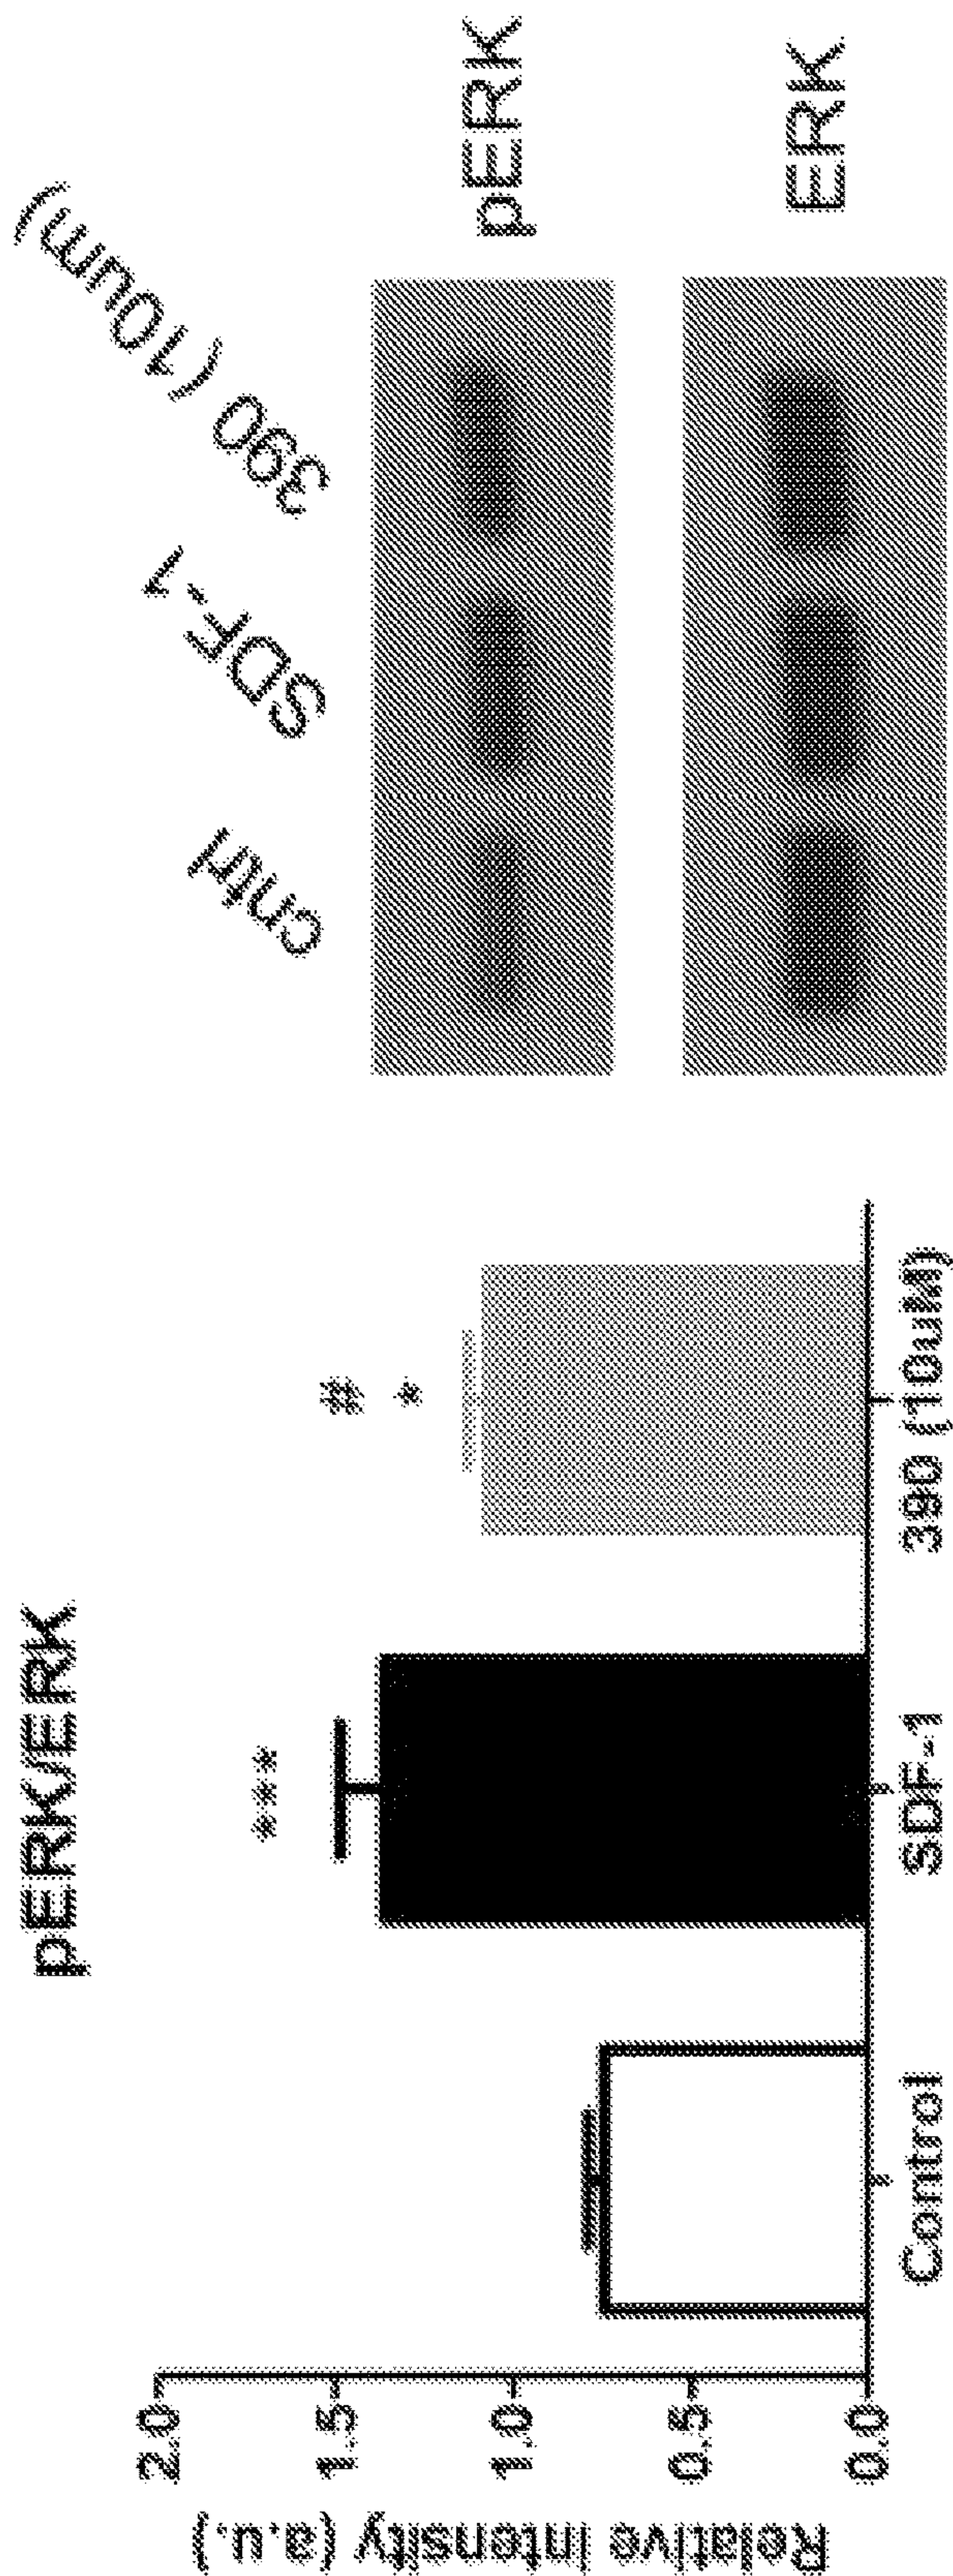 pERK/ERK
Relative intensity (a.u.)
2.0
1.5
1.0
0.5
0.0
***
#
*
Control
SDF-1
390 (10uM)
cntrl
SDF-1
390 (10um)
pERK
ERK